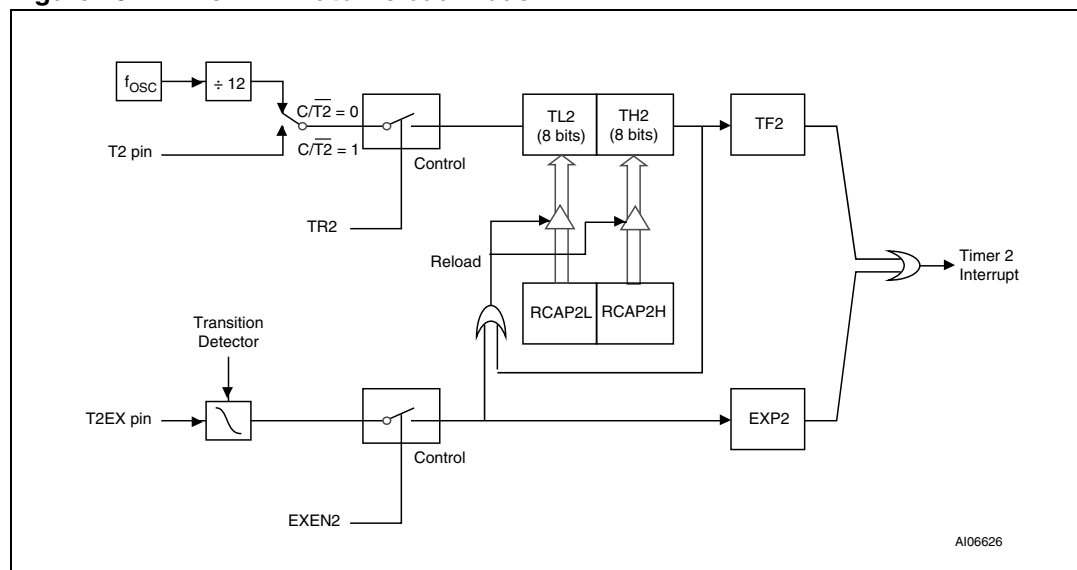 fOSC
÷ 12
C/T2 = 0
C/T2 = 1
T2 pin
Control
TR2
TL2
(8 bits)
TH2
(8 bits)
TF2
Reload
RCAP2L
RCAP2H
Timer 2
Interrupt
Transition
Detector
T2EX pin
Control
EXEN2
EXP2
AI06626